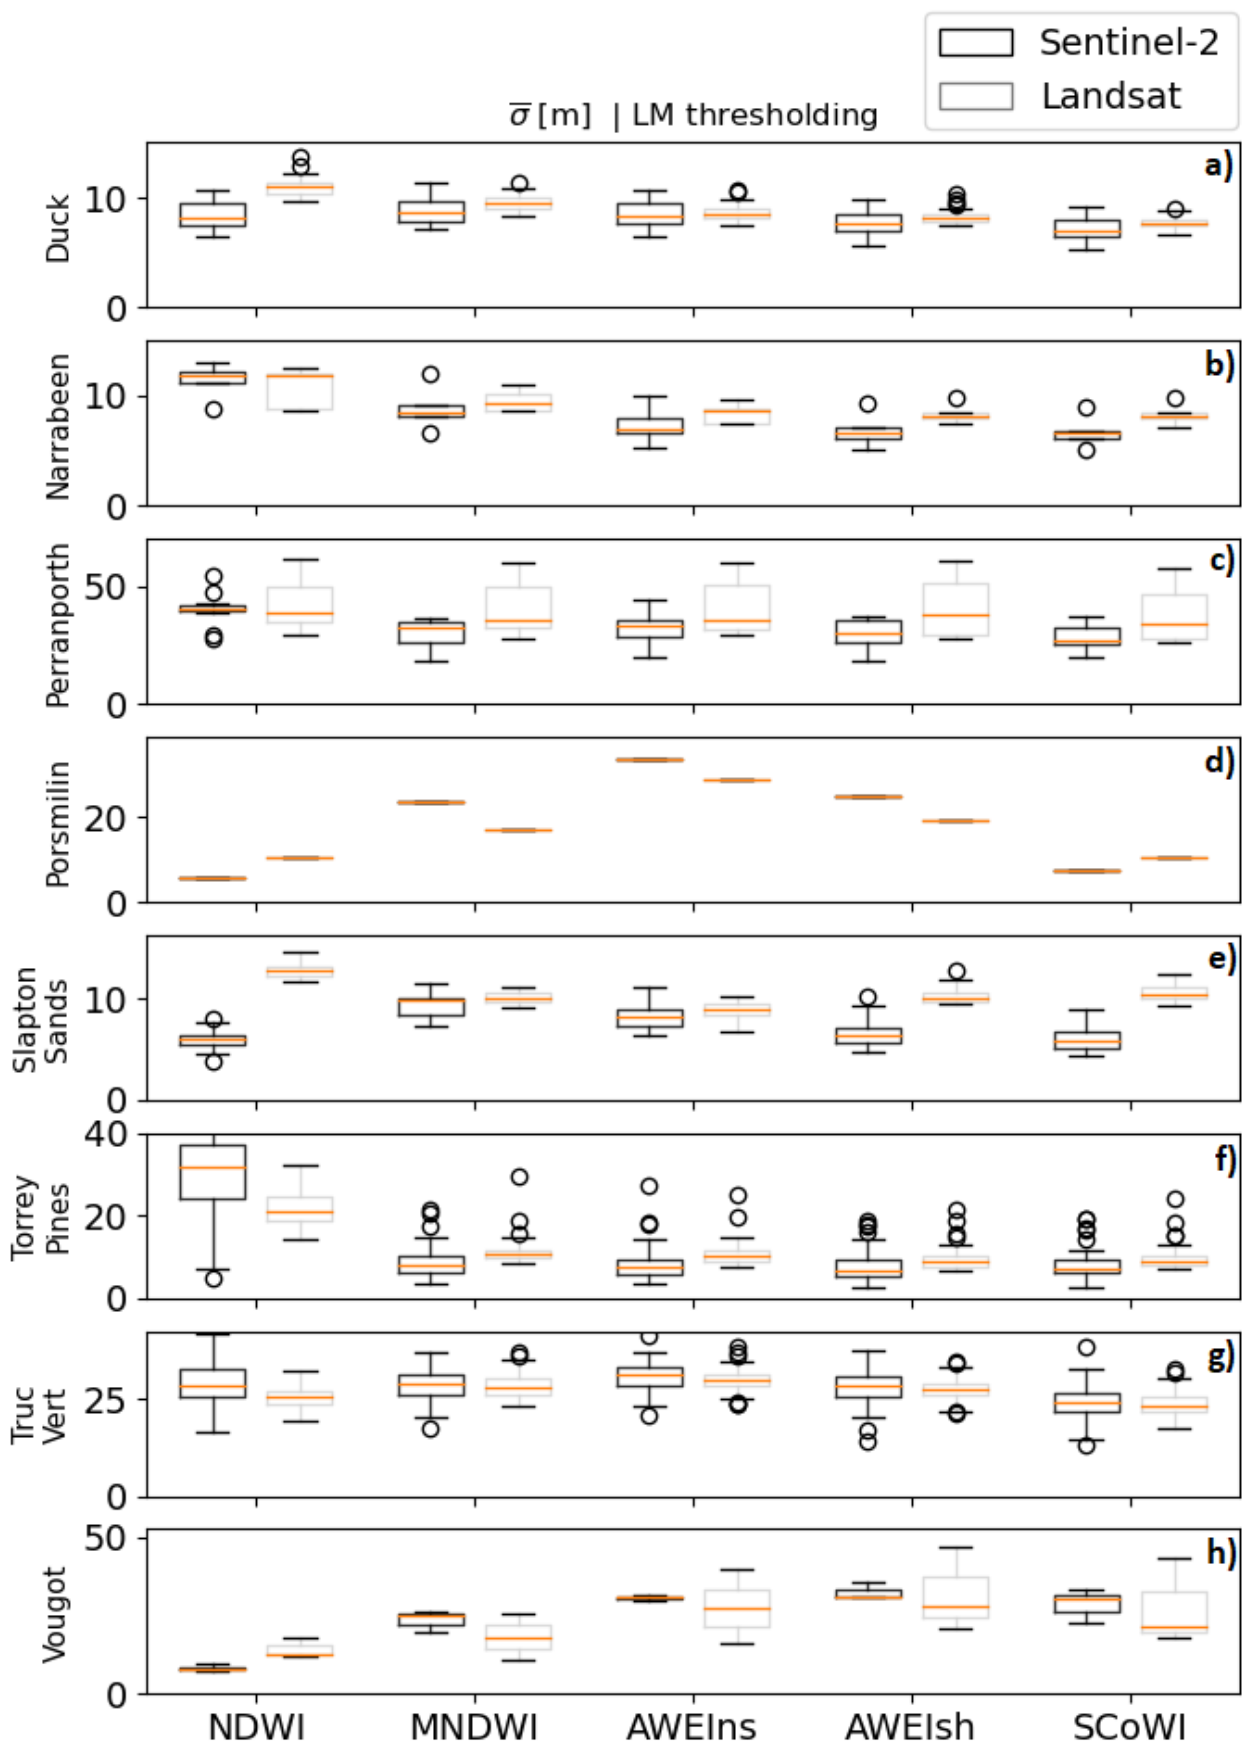 Sentinel-2
Landsat
σ̅ [m] | LM thresholding
a)
Duck
10
0
b)
Narrabeen
10
0
c)
Perranporth
50
0
d)
Porsmilin
20
0
e)
Slapton
Sands
10
0
f)
Torrey
Pines
40
20
0
g)
Truc
Vert
25
0
h)
Vougot
50
0
NDWI MNDWI AWEIns AWEIsh SCoWI